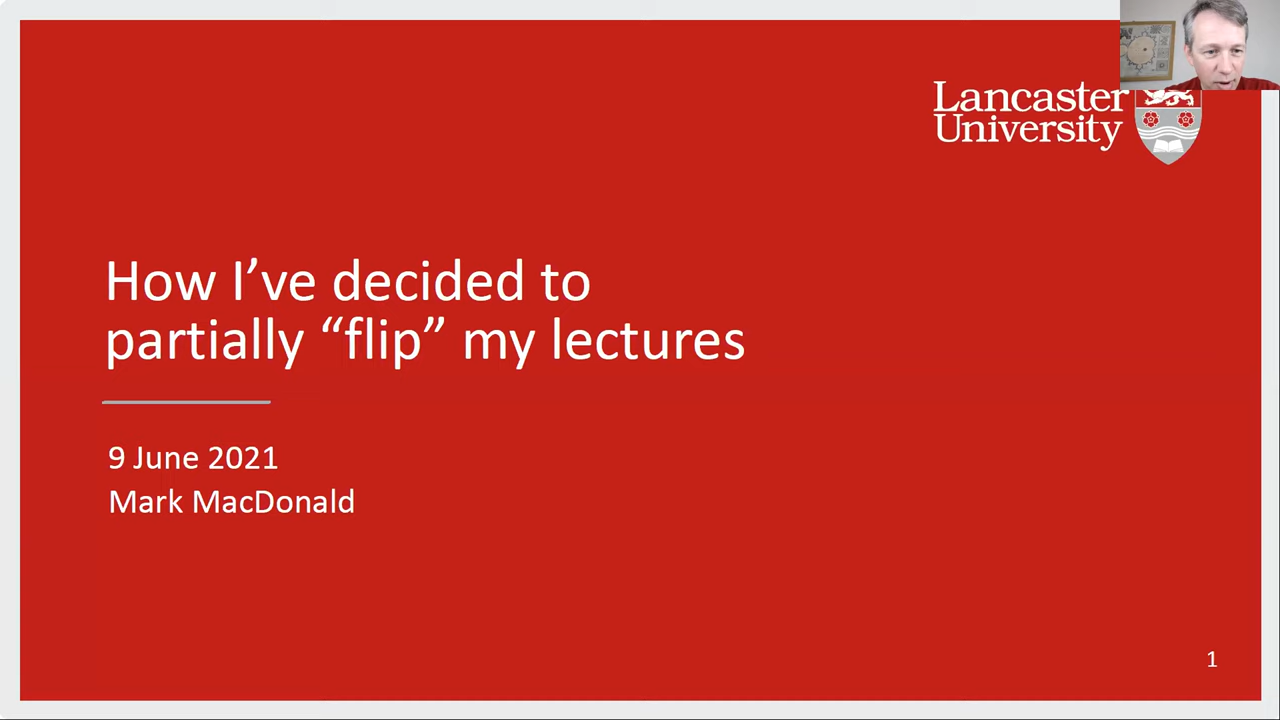 Lancaster
University
How I’ve decided to
partially “flip” my lectures
9 June 2021
Mark MacDonald
1